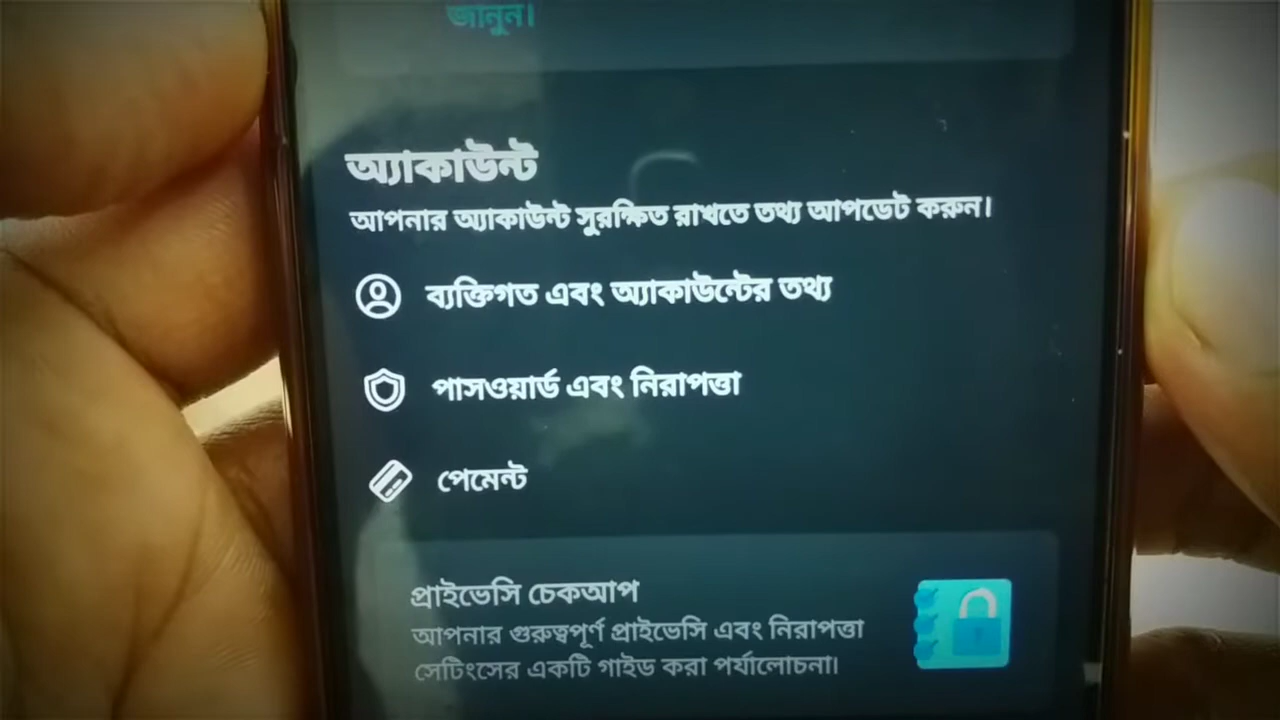 জানুন।
অ্যাকাউন্ট
আপনার অ্যাকাউন্ট সুরক্ষিত রাখতে তথ্য আপডেট করুন।
ব্যক্তিগত এবং অ্যাকাউন্টের তথ্য
পাসওয়ার্ড এবং নিরাপত্তা
পেমেন্ট
প্রাইভেসি চেকআপ
আপনার গুরুত্বপূর্ণ প্রাইভেসি এবং নিরাপত্তা
সেটিংসের একটি গাইড করা পর্যালোচনা।